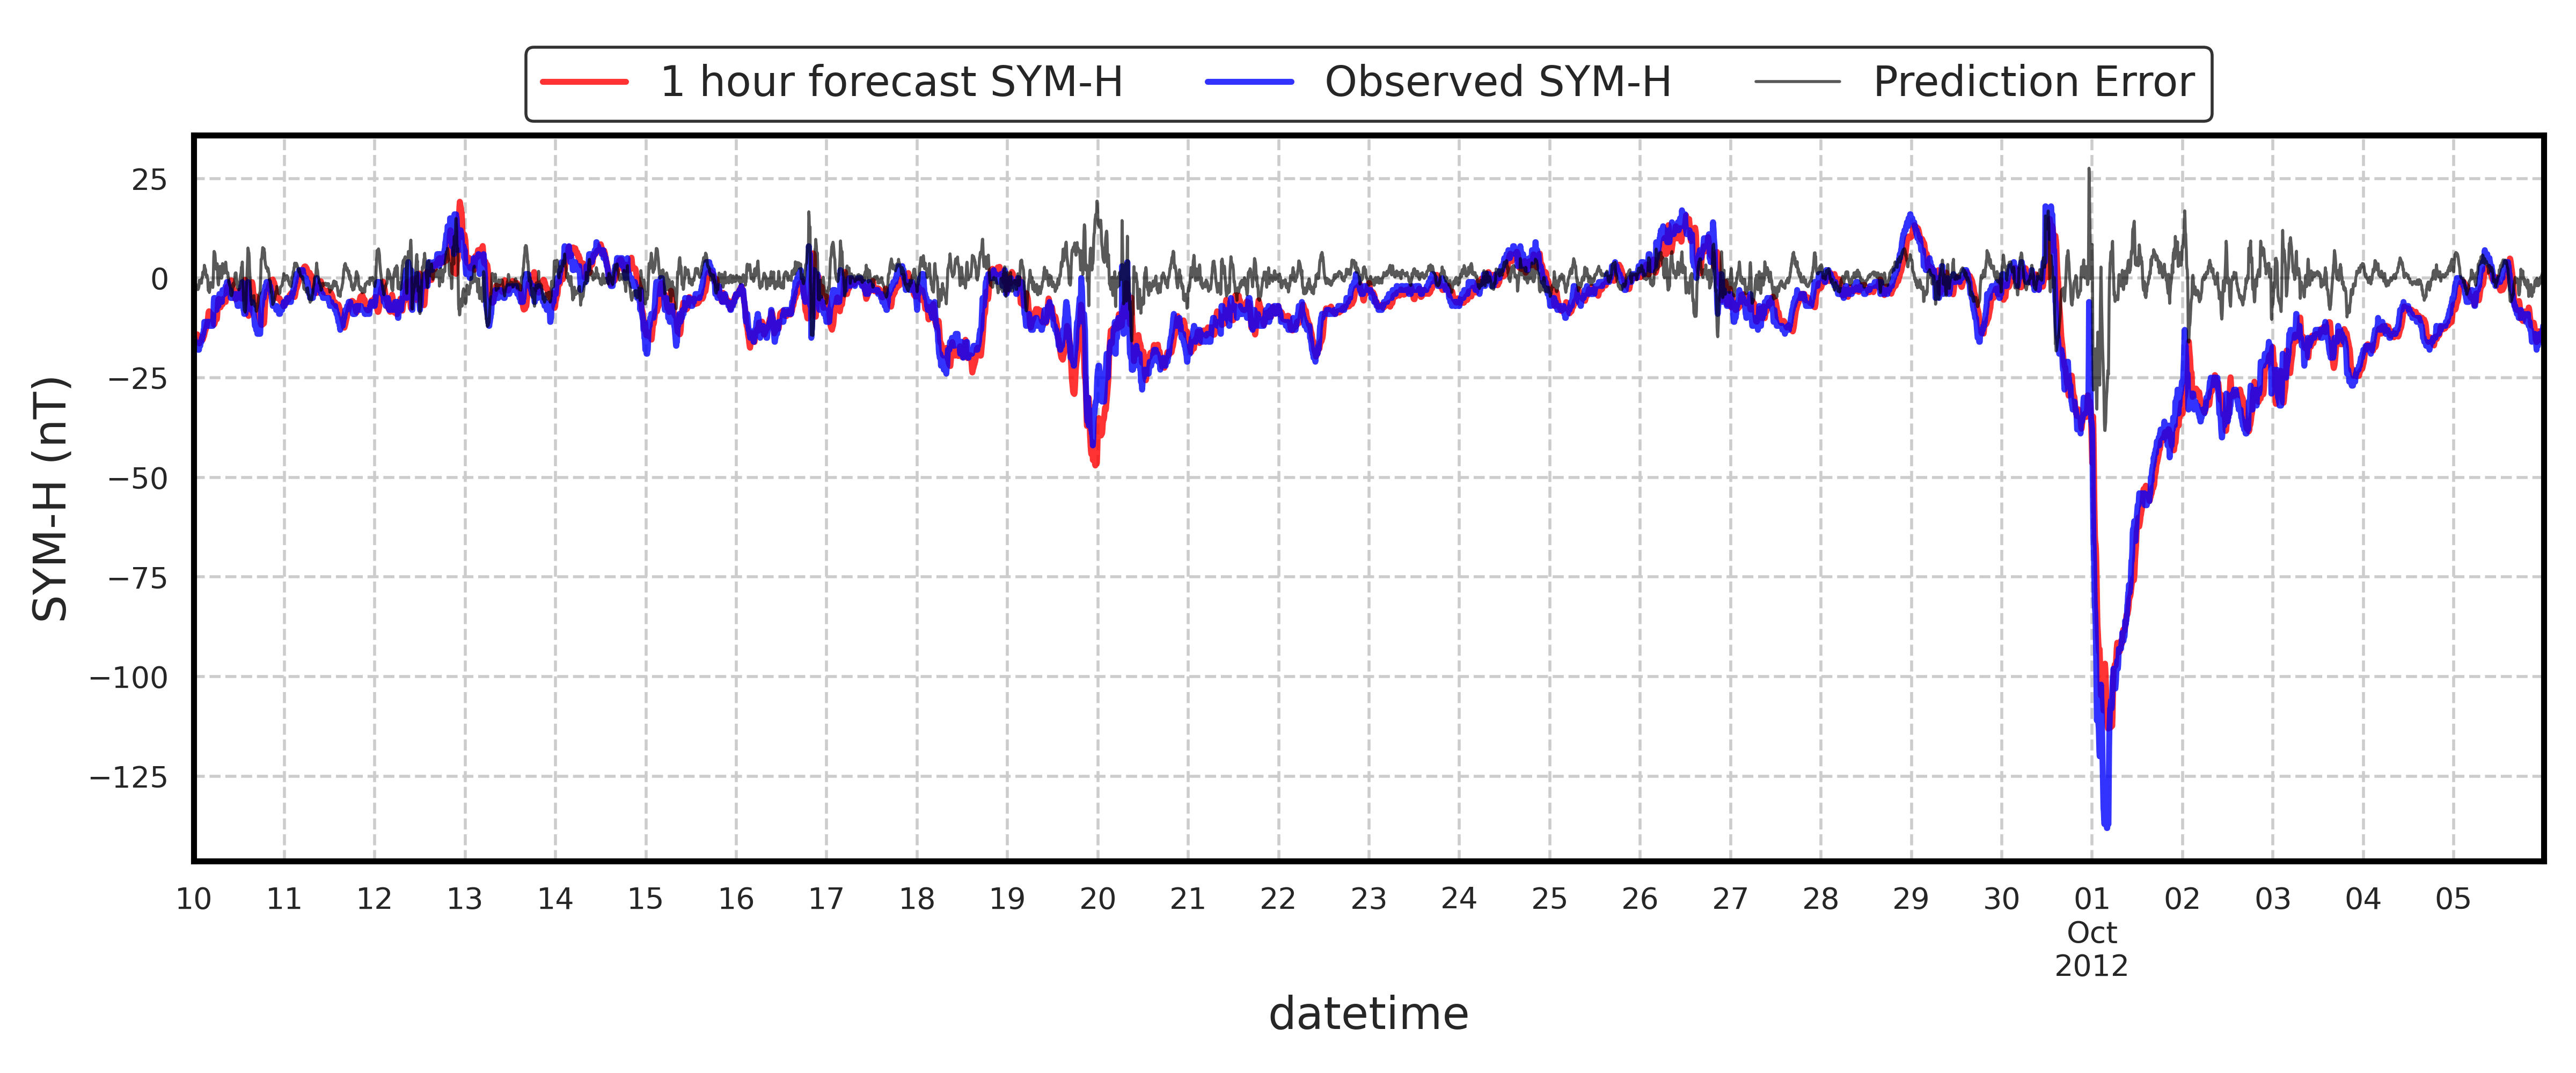 1 hour forecast SYM-H Observed SYM-H Prediction Error
SYM-H (nT)
25
0
−25
−50
−75
−100
−125
10 11 12 13 14 15 16 17 18 19 20 21 22 23 24 25 26 27 28 29 30 01 02 03 04 05
Oct
2012
datetime